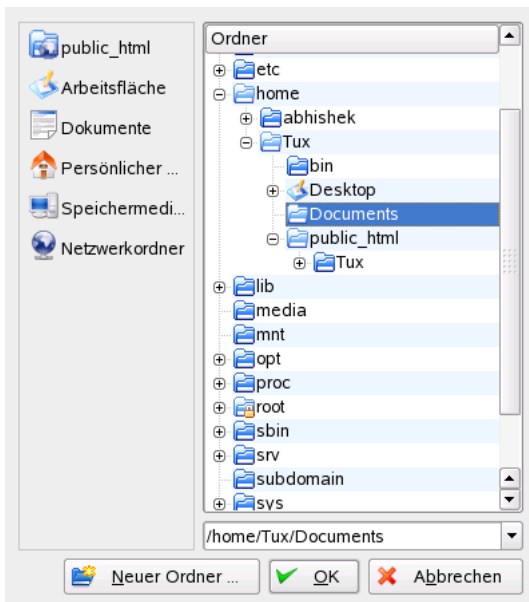 public_html
Arbeitsfläche
Dokumente
Persönlicher ...
Speichermedi...
Netzwerkordner
Ordner
etc
home
abhishek
Tux
bin
Desktop
Documents
public_html
Tux
lib
media
mnt
opt
proc
root
sbin
srv
subdomain
sys
/home/Tux/Documents
Neuer Ordner ...
OK
Abbrechen